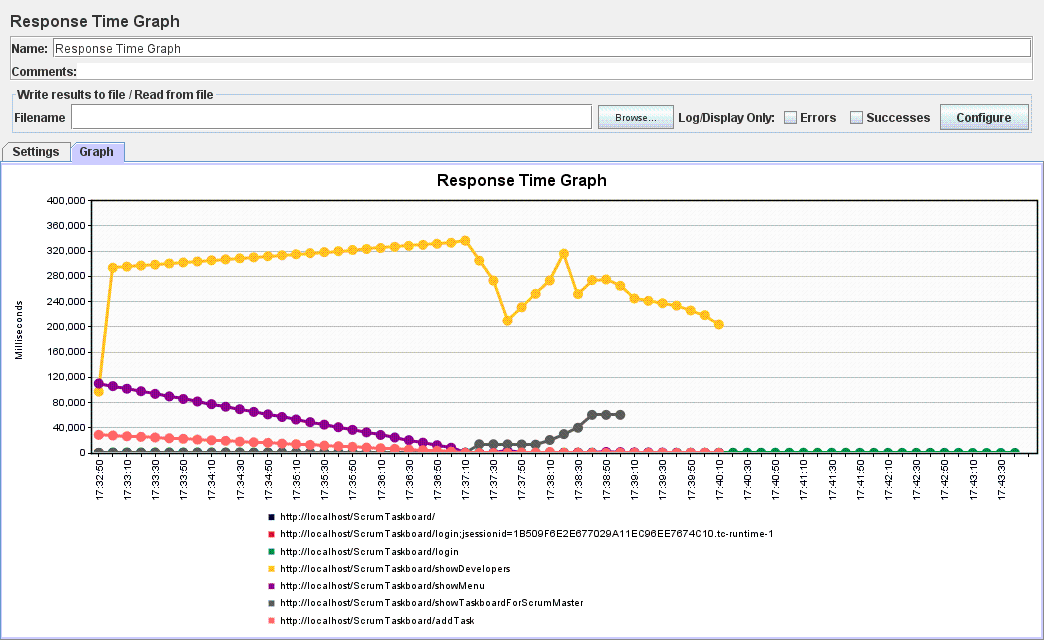 Response Time Graph
Name: Response Time Graph
Comments:
Write results to file / Read from file
Filename Browse... Log/Display Only: Errors Successes Configure
Settings Graph
Response Time Graph
400,000
360,000
320,000
280,000
240,000
200,000
160,000
120,000
80,000
40,000
0
Milliseconds
17:32:50 17:33:10 17:33:30 17:33:50 17:34:10 17:34:30 17:34:50 17:35:10 17:35:30 17:35:50 17:36:10 17:36:30 17:36:50 17:37:10 17:37:30 17:37:50 17:38:10 17:38:30 17:38:50 17:39:10 17:39:30 17:39:50 17:40:10 17:40:30 17:40:50 17:41:10 17:41:30 17:41:50 17:42:10 17:42:30 17:42:50 17:43:10 17:43:30
http://localhost/ScrumTaskboard/
http://localhost/ScrumTaskboard/login;jsessionid=1B509F6E2E677029A11EC96EE7674C10.tc-runtime-1
http://localhost/ScrumTaskboard/login
http://localhost/ScrumTaskboard/showDevelopers
http://localhost/ScrumTaskboard/showMenu
http://localhost/ScrumTaskboard/showTaskboardForScrumMaster
http://localhost/ScrumTaskboard/addTask